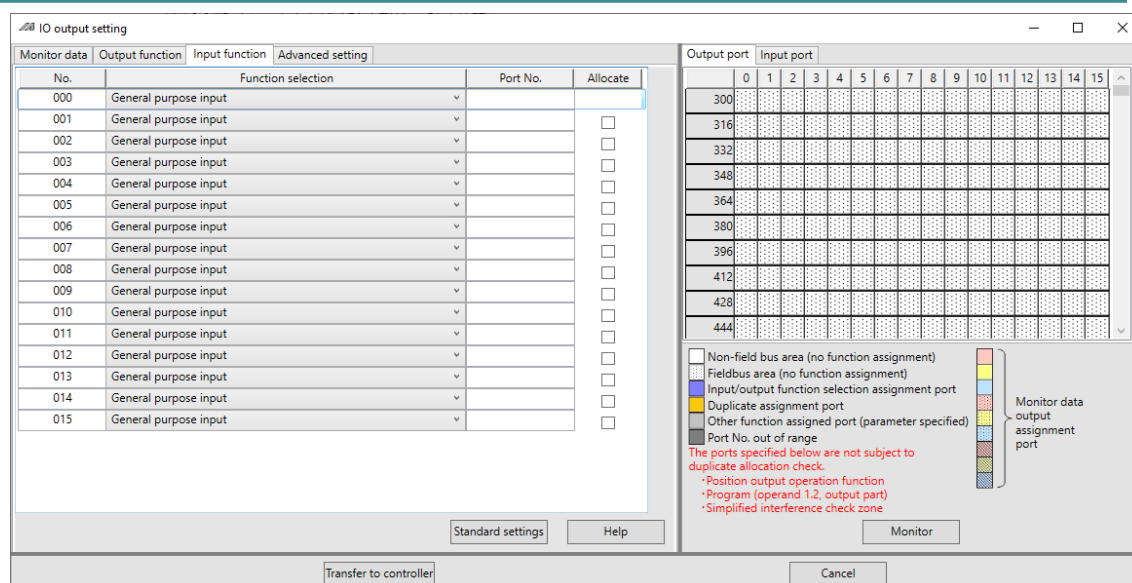 IO output setting
Monitor data Output function Input function Advanced setting
No. Function selection Port No. Allocate
000 General purpose input
001 General purpose input
002 General purpose input
003 General purpose input
004 General purpose input
005 General purpose input
006 General purpose input
007 General purpose input
008 General purpose input
009 General purpose input
010 General purpose input
011 General purpose input
012 General purpose input
013 General purpose input
014 General purpose input
015 General purpose input
Standard settings Help
Output port Input port
0 1 2 3 4 5 6 7 8 9 10 11 12 13 14 15
300
316
332
348
364
380
396
412
428
444
Non-field bus area (no function assignment)
Fieldbus area (no function assignment)
Input/output function selection assignment port
Duplicate assignment port
Other function assigned port (parameter specified)
Port No. out of range
Monitor data
output
assignment
port
The ports specified below are not subject to
duplicate allocation check.
・Position output operation function
・Program (operand 1.2, output part)
・Simplified interference check zone
Monitor
Transfer to controller Cancel